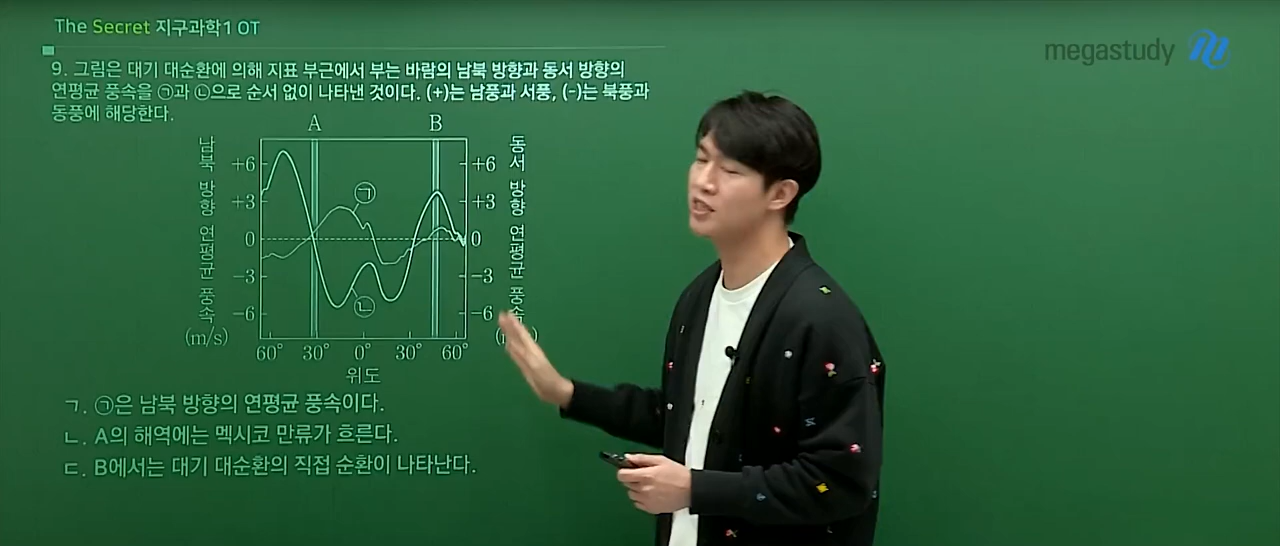 The Secret 지구과학1 OT
megastudy
9. 그림은 대기 대순환에 의해 지표 부근에서 부는 바람의 남북 방향과 동서 방향의
연평균 풍속을 ㉠과 ㉡으로 순서 없이 나타낸 것이다. (+)는 남풍과 서풍, (-)는 북풍과
동풍에 해당한다.
A B
남북 방향 연평균 풍속 (m/s)
+6
+3
0
−3
−6
㉠
㉡
+6
+3
0
−3
−6
동서 방향 연평균 풍속
60° 30° 0° 30° 60°
위도
ㄱ. ㉠은 남북 방향의 연평균 풍속이다.
ㄴ. A의 해역에는 멕시코 만류가 흐른다.
ㄷ. B에서는 대기 대순환의 직접 순환이 나타난다.